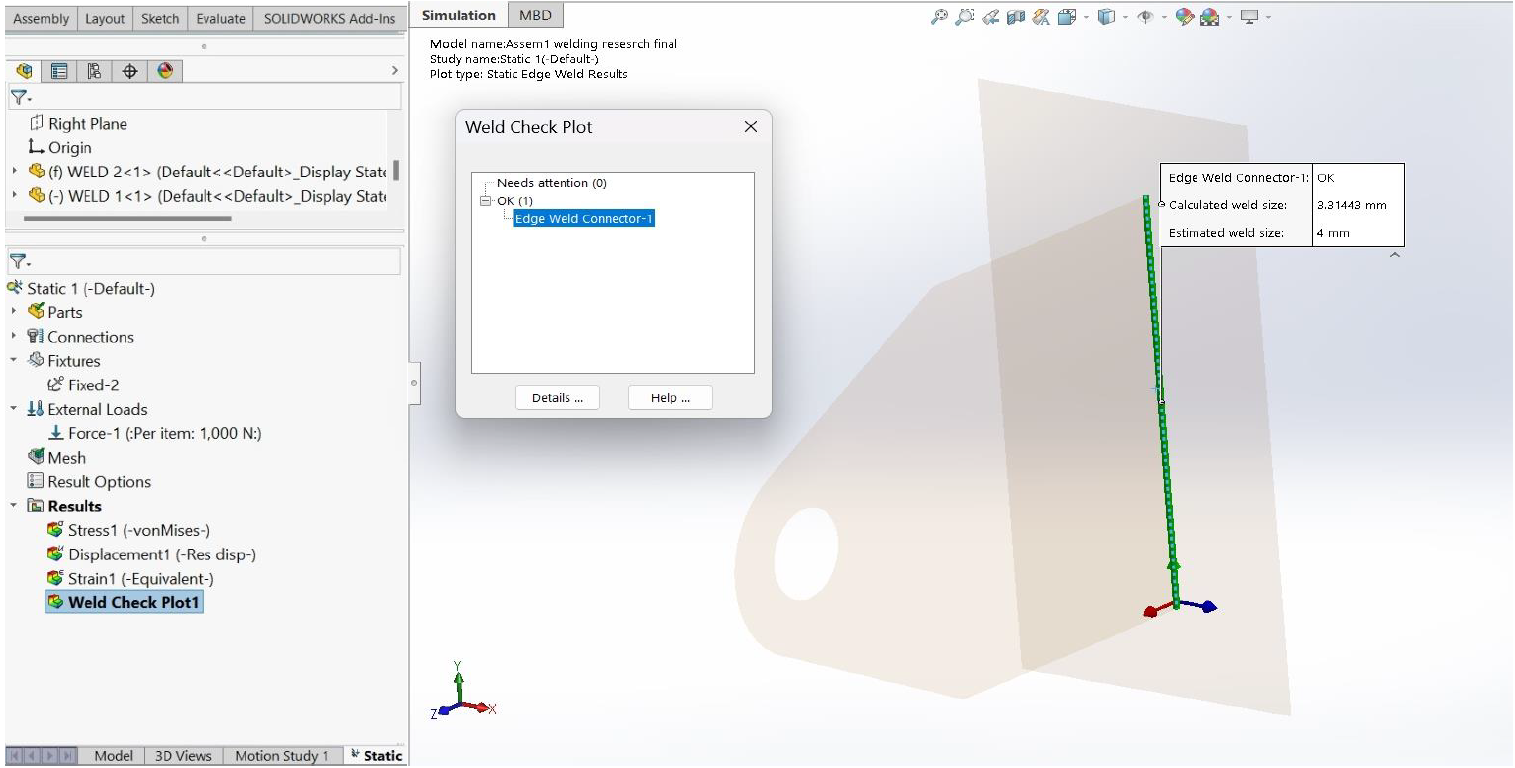 Assembly Layout Sketch Evaluate SOLIDWORKS Add-Ins Simulation MBD
Model name:Assem1 welding resesrch final
Study name:Static 1(-Default-)
Plot type: Static Edge Weld Results
Right Plane
Origin
(f) WELD 2<1> (Default<<Default>_Display State
(-) WELD 1<1> (Default<<Default>_Display State
Static 1 (-Default-)
Parts
Connections
Fixtures
Fixed-2
External Loads
Force-1 (:Per item: 1,000 N:)
Mesh
Result Options
Results
Stress1 (-vonMises-)
Displacement1 (-Res disp-)
Strain1 (-Equivalent-)
Weld Check Plot1
Weld Check Plot
Needs attention (0)
OK (1)
Edge Weld Connector-1
Details ... Help ...
Edge Weld Connector-1: OK
Calculated weld size: 3.31443 mm
Estimated weld size: 4 mm
Y
Z
X
Model 3D Views Motion Study 1 Static